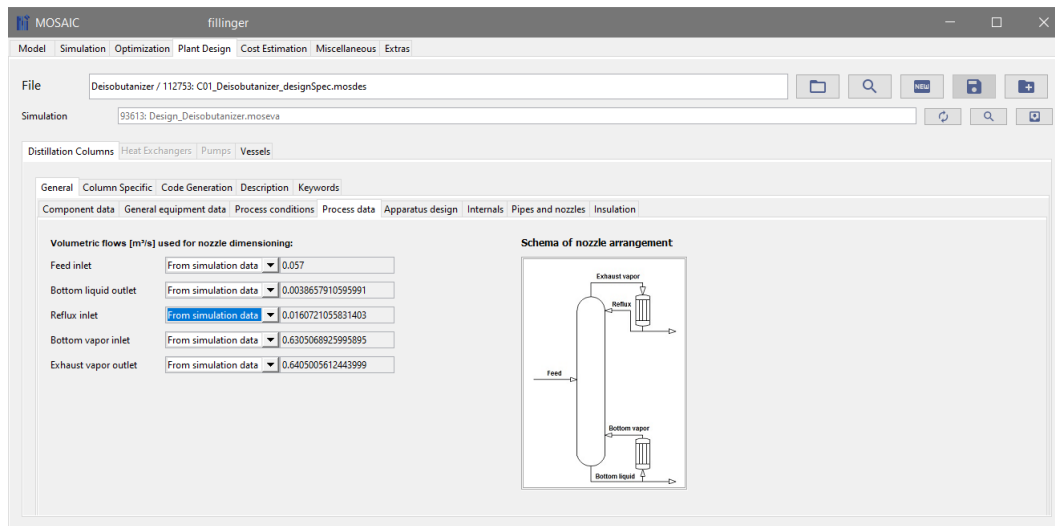 MOSAIC fillinger
Model Simulation Optimization Plant Design Cost Estimation Miscellaneous Extras
File Deisobutanizer / 112753: C01_Deisobutanizer_designSpec.mosdes NEW
Simulation 93613: Design_Deisobutanizer.moseva
Distillation Columns Heat Exchangers Pumps Vessels
General Column Specific Code Generation Description Keywords
Component data General equipment data Process conditions Process data Apparatus design Internals Pipes and nozzles Insulation
Volumetric flows [m³/s] used for nozzle dimensioning:
Feed inlet From simulation data 0.057
Bottom liquid outlet From simulation data 0.0038657910595991
Reflux inlet From simulation data 0.0160721055831403
Bottom vapor inlet From simulation data 0.6305068925995895
Exhaust vapor outlet From simulation data 0.6405005612443999
Schema of nozzle arrangement
Exhaust vapor
Reflux
Feed
Bottom vapor
Bottom liquid